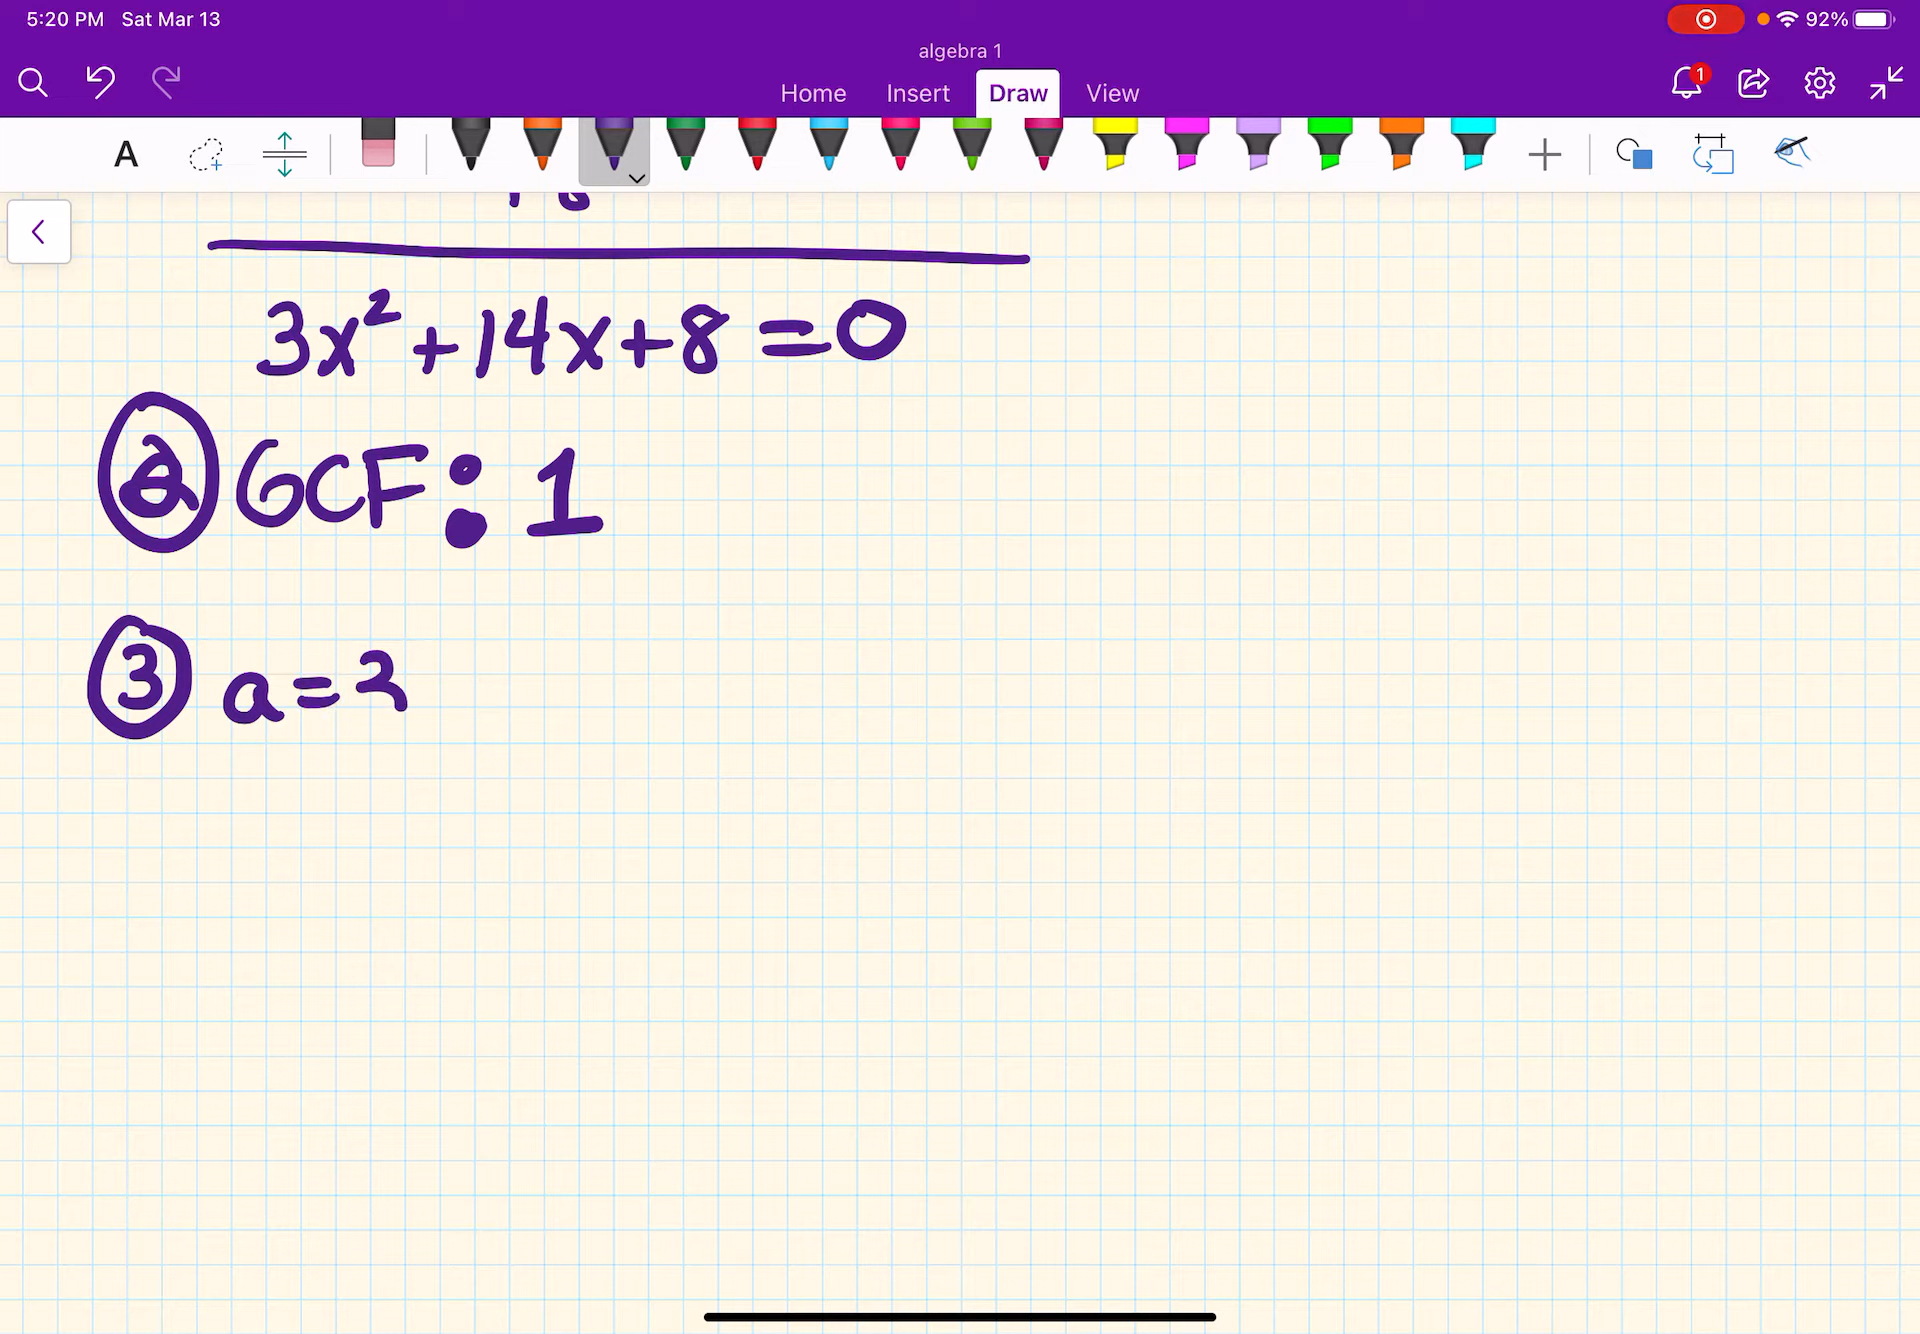 5:20 PM Sat Mar 13
92%
algebra 1
Home Insert Draw View
1
A
3x² + 14x + 8 = 0
② GCF: 1
③ a = 3